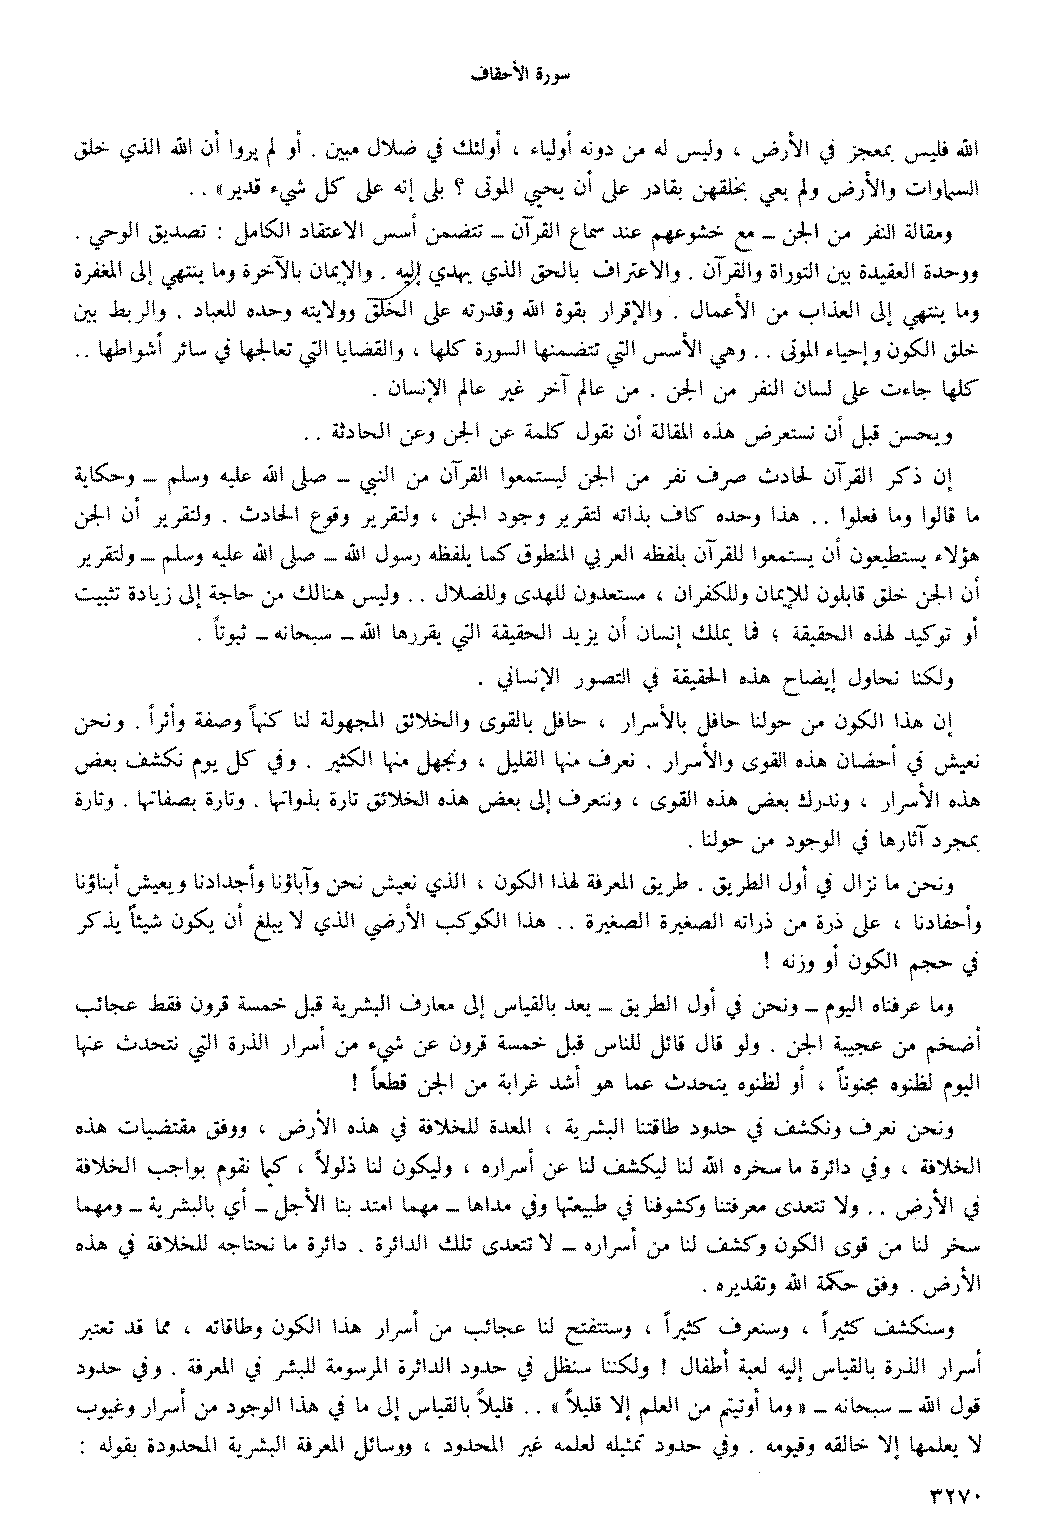 سورة الأحقاف
الله فليس بمعجز في الأرض ، وليس له من دونه أولياء ، أولئك في ضلال مبين . أو لم يروا أن الله الذي خلق
السماوات والأرض ولم يعي بخلقهن بقادر على أن يحيي الموتى ؟ بلى إنه على كل شيء قدير» ..
ومقالة النفر من الجن – مع خشوعهم عند سماع القرآن – تتضمن أسس الاعتقاد الكامل : تصديق الوحي .
ووحدة العقيدة بين التوراة والقرآن . والاعتراف بالحق الذي يهدي إليه . والإيمان بالآخرة وما ينتهي إلى المغفرة
وما ينتهي إلى العذاب من الأعمال . والإقرار بقوة الله وقدرته على الخلق وولايته وحده للعباد . والربط بين
خلق الكون وإحياء الموتى .. وهي الأسس التي تتضمنها السورة كلها ، والقضايا التي تعالجها في سائر أشواطها ..
كلها جاءت على لسان النفر من الجن . من عالم آخر غير عالم الإنسان .
ويحسن قبل أن نستعرض هذه المقالة أن نقول كلمة عن الجن وعن الحادثة ..
إن ذكر القرآن لحادث صرف نفر من الجن ليستمعوا القرآن من النبي – صلى الله عليه وسلم – وحكاية
ما قالوا وما فعلوا .. هذا وحده كاف بذاته لتقرير وجود الجن ، ولتقرير وقوع الحادث . ولتقرير أن الجن
هؤلاء يستطيعون أن يستمعوا للقرآن بلفظه العربي المنطوق كما يلفظه رسول الله – صلى الله عليه وسلم – ولتقرير
أن الجن خلق قابلون للإيمان وللكفران ، مستعدون للهدى وللضلال .. وليس هنالك من حاجة إلى زيادة تثبيت
أو توكيد لهذه الحقيقة ؛ فما يملك إنسان أن يزيد الحقيقة التي يقررها الله – سبحانه – ثبوتاً .
ولكنا نحاول إيضاح هذه الحقيقة في التصور الإنساني .
إن هذا الكون من حولنا حافل بالأسرار ، حافل بالقوى والخلائق المجهولة لنا كنهاً وصفة وأثراً . ونحن
نعيش في أحضان هذه القوى والأسرار . نعرف منها القليل ، ونجهل منها الكثير . وفي كل يوم نكشف بعض
هذه الأسرار ، وندرك بعض هذه القوى ، ونتعرف إلى بعض هذه الخلائق تارة بذواتها . وتارة بصفاتها . وتارة
بمجرد آثارها في الوجود من حولنا .
ونحن ما نزال في أول الطريق . طريق المعرفة لهذا الكون ، الذي نعيش نحن وآباؤنا وأجدادنا ويعيش أبناؤنا
وأحفادنا ، على ذرة من ذراته الصغيرة الصغيرة .. هذا الكوكب الأرضي الذي لا يبلغ أن يكون شيئاً يذكر
في حجم الكون أو وزنه !
وما عرفناه اليوم – ونحن في أول الطريق – يعد بالقياس إلى معارف البشرية قبل خمسة قرون فقط عجائب
أضخم من عجيبة الجن . ولو قال قائل للناس قبل خمسة قرون عن شيء من أسرار الذرة التي نتحدث عنها
اليوم لظنوه مجنوناً ، أو لظنوه يتحدث عما هو أشد غرابة من الجن قطعاً !
ونحن نعرف ونكشف في حدود طاقتنا البشرية ، المعدة للخلافة في هذه الأرض ، ووفق مقتضيات هذه
الخلافة ، وفي دائرة ما سخره الله لنا ليكشف لنا عن أسراره ، وليكون لنا ذلولاً ، كيما نقوم بواجب الخلافة
في الأرض .. ولا تتعدى معرفتنا وكشوفنا في طبيعتها وفي مداها – مهما امتد بنا الأجل – أي بالبشرية – ومهما
سخر لنا من قوى الكون وكشف لنا من أسراره – لا تتعدى تلك الدائرة . دائرة ما نحتاجه للخلافة في هذه
الأرض . وفق حكمة الله وتقديره .
وسنكشف كثيراً ، وسنعرف كثيراً ، وستتفتح لنا عجائب من أسرار هذا الكون وطاقاته ، مما قد تعتبر
أسرار الذرة بالقياس إليه لعبة أطفال ! ولكننا سنظل في حدود الدائرة المرسومة للبشر في المعرفة . وفي حدود
قول الله – سبحانه – «وما أوتيتم من العلم إلا قليلاً» .. قليلاً بالقياس إلى ما في هذا الوجود من أسرار وغيوب
لا يعلمها إلا خالقه وقيومه . وفي حدود تمثيله لعلمه غير المحدود ، ووسائل المعرفة البشرية المحدودة بقوله :
٣٢٧٠